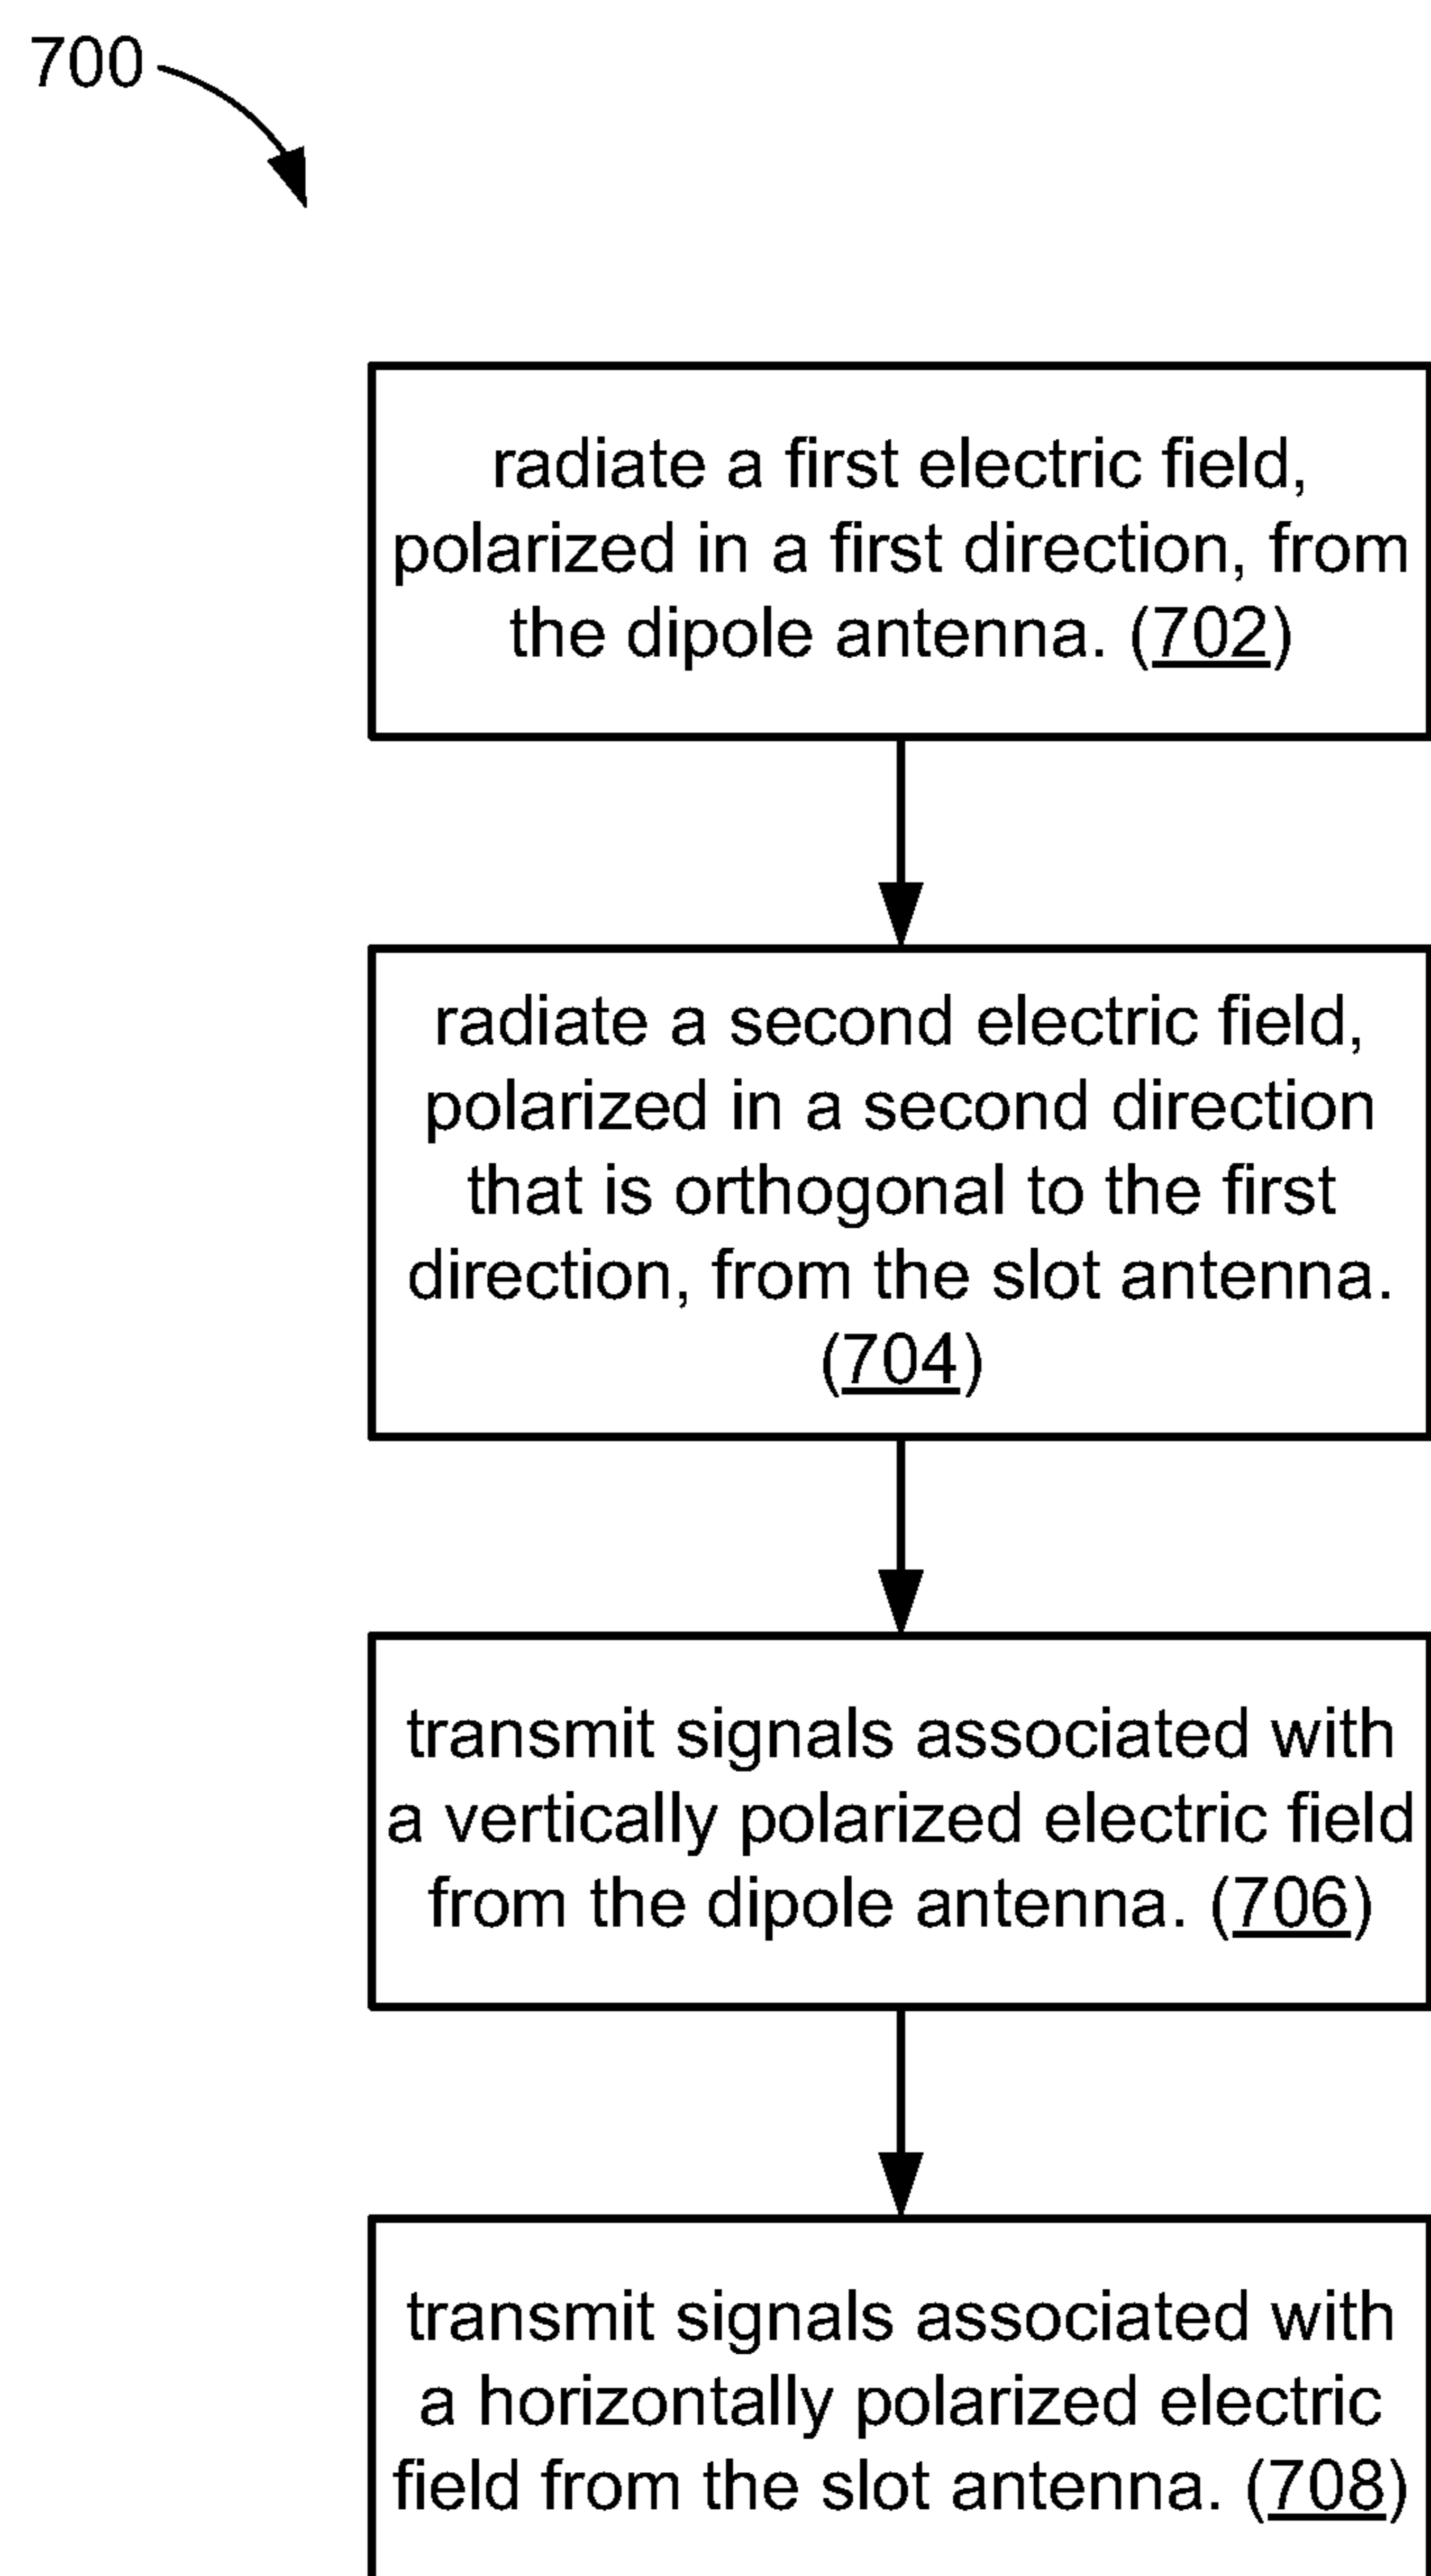 700
radiate a first electric field,
polarized in a first direction, from
the dipole antenna. (702)
radiate a second electric field,
polarized in a second direction
that is orthogonal to the first
direction, from the slot antenna.
(704)
transmit signals associated with
a vertically polarized electric field
from the dipole antenna. (706)
transmit signals associated with
a horizontally polarized electric
field from the slot antenna. (708)